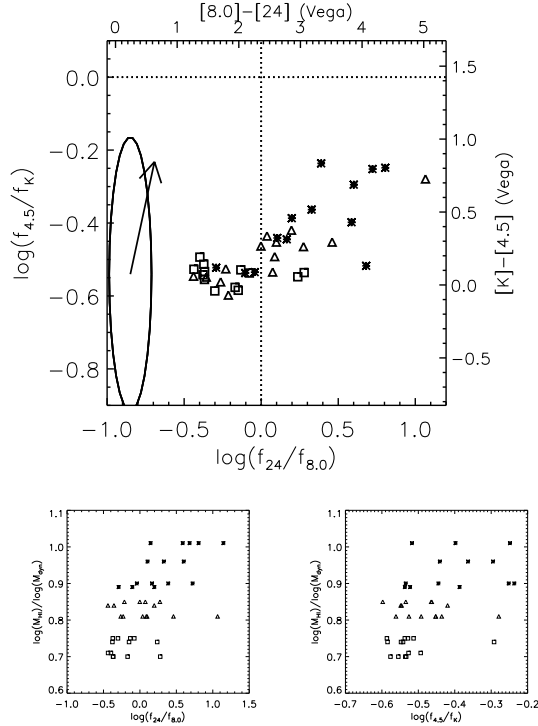 [8.0]−[24] (Vega)
0 1 2 3 4 5
0.0
−0.2
−0.4
−0.6
−0.8
log(f4.5/fK)
1.5
1.0
0.5
0.0
−0.5
[K]−[4.5] (Vega)
−1.0 −0.5 0.0 0.5 1.0
log(f24/f8.0)
1.1
1.0
0.9
0.8
0.7
0.6
log(MHI)/log(Mdyn)
−1.0 −0.5 0.0 0.5 1.0 1.5
log(f24/f8.0)
1.1
1.0
0.9
0.8
0.7
0.6
log(MHI)/log(Mdyn)
−0.7 −0.6 −0.5 −0.4 −0.3 −0.2
log(f4.5/fK)